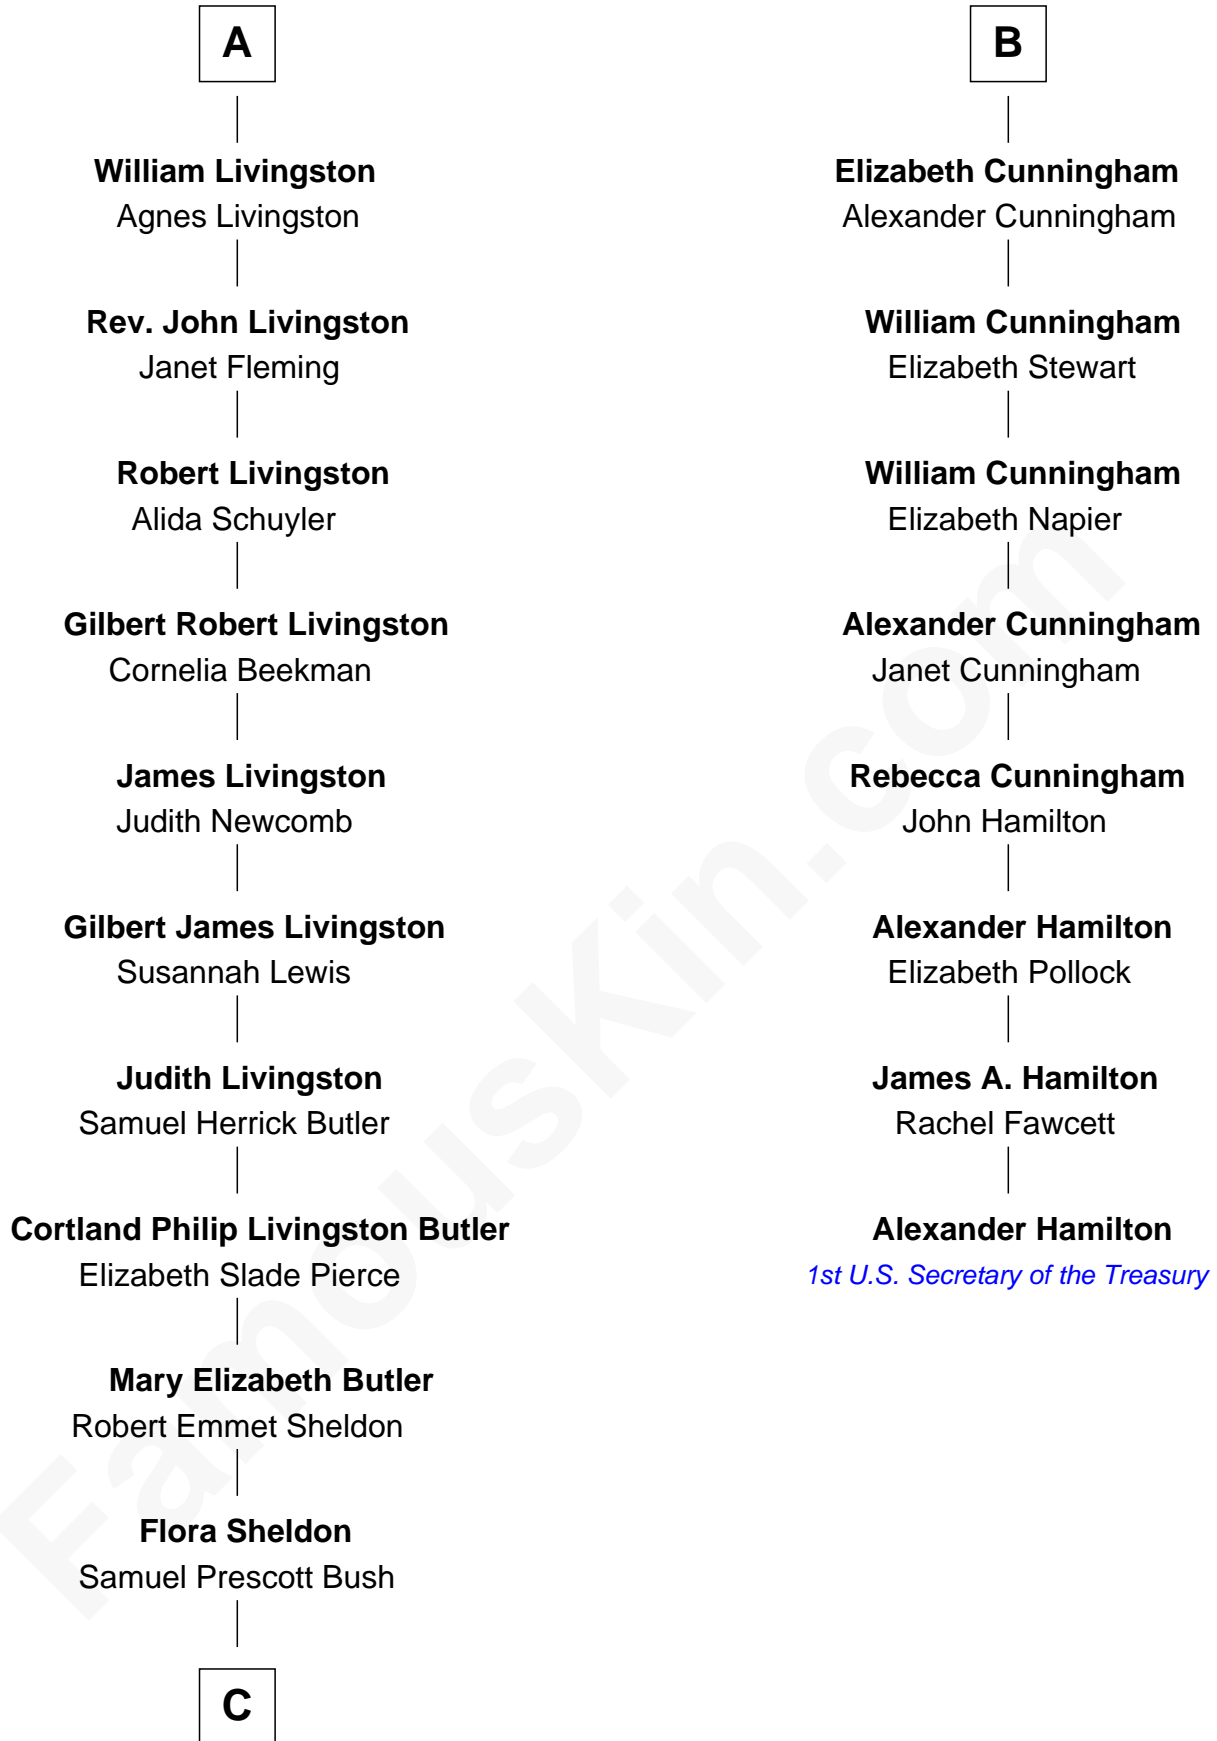 A
William Livingston
Agnes Livingston
Rev. John Livingston
Janet Fleming
Robert Livingston
Alida Schuyler
Gilbert Robert Livingston
Cornelia Beekman
James Livingston
Judith Newcomb
Gilbert James Livingston
Susannah Lewis
Judith Livingston
Samuel Herrick Butler
Cortland Philip Livingston Butler
Elizabeth Slade Pierce
Mary Elizabeth Butler
Robert Emmet Sheldon
Flora Sheldon
Samuel Prescott Bush
C
B
Elizabeth Cunningham
Alexander Cunningham
William Cunningham
Elizabeth Stewart
William Cunningham
Elizabeth Napier
Alexander Cunningham
Janet Cunningham
Rebecca Cunningham
John Hamilton
Alexander Hamilton
Elizabeth Pollock
James A. Hamilton
Rachel Fawcett
Alexander Hamilton
1st U.S. Secretary of the Treasury
FamousKin.com